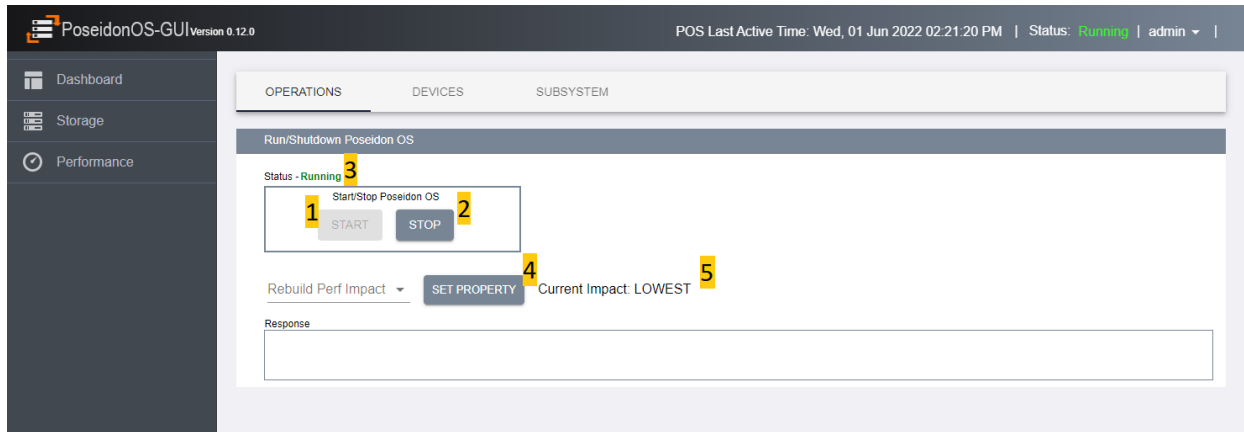 PoseidonOS-GUI Version 0.12.0
POS Last Active Time: Wed, 01 Jun 2022 02:21:20 PM | Status: Running | admin |
Dashboard
Storage
Performance
OPERATIONS DEVICES SUBSYSTEM
Run/Shutdown Poseidon OS
Status - Running 3
Start/Stop Poseidon OS
1 START STOP 2
Rebuild Perf Impact SET PROPERTY 4 Current Impact: LOWEST 5
Response